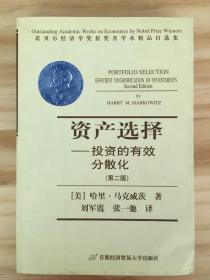 Outstanding Academic Works on Economics by Nobel Prize Winners
诺贝尔经济学奖获奖者学术精品自选集
PORTFOLIO SELECTION
EFFICIENT DIVERSIFICATION OF INVESTMENTS
Second Edition
by
HARRY M. MARKOWITZ
资产选择
——投资的有效
分散化
(第二版)
[美] 哈里·马克威茨 著
刘军霞 张一弛 译
首都经济贸易大学出版社